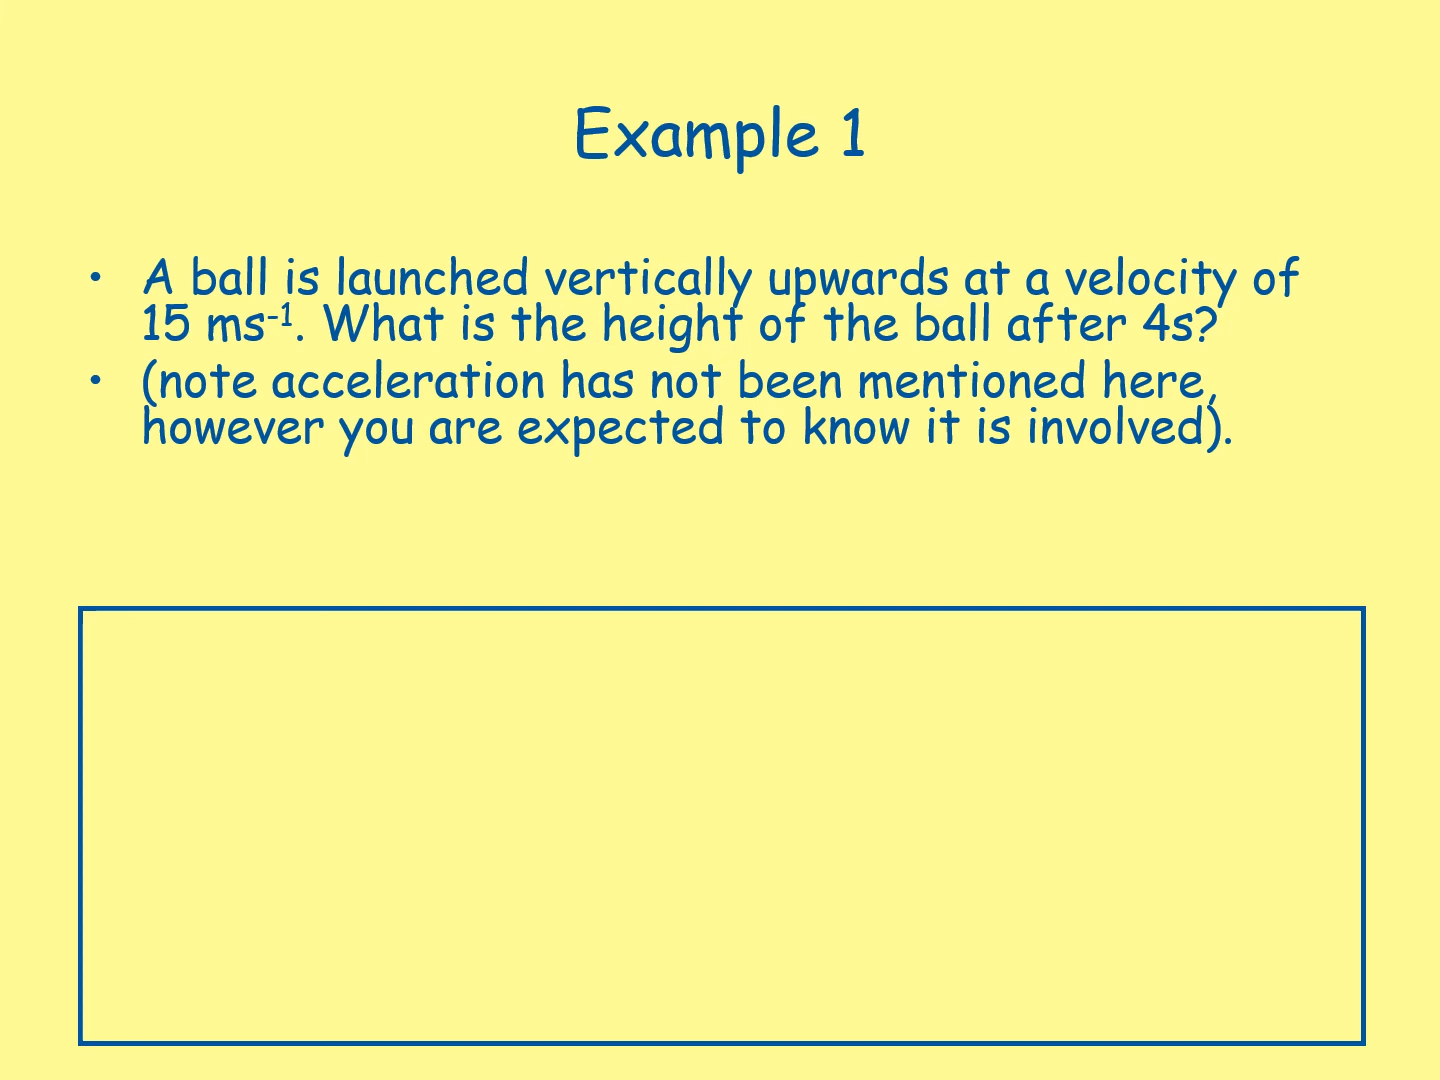 Example 1
• A ball is launched vertically upwards at a velocity of
15 ms⁻¹. What is the height of the ball after 4s?
• (note acceleration has not been mentioned here,
however you are expected to know it is involved).